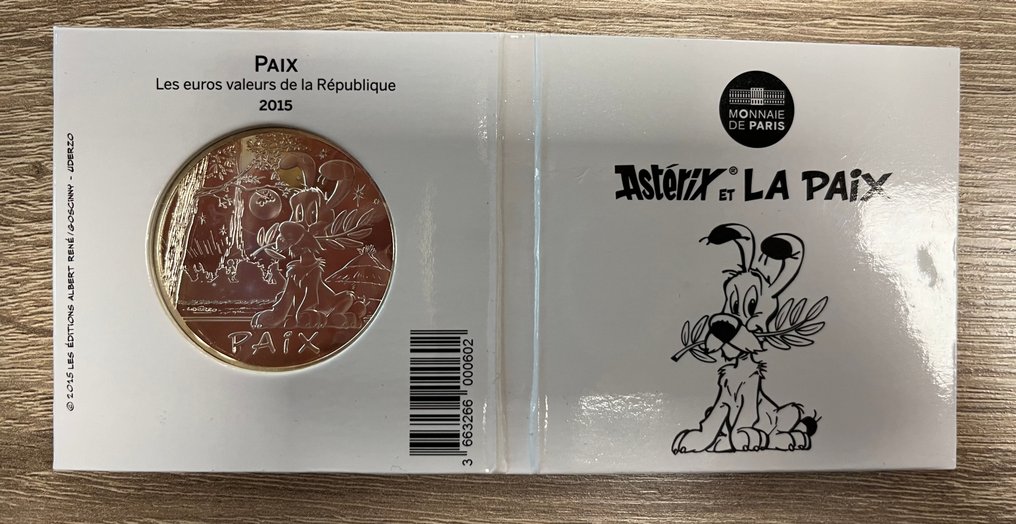 PAIX
Les euros valeurs de la République
2015
© 2015 LES ÉDITIONS ALBERT RENÉ/GOSCINNY - UDERZO
PAIX
3 663266 000602
MONNAIE
DE PARIS
Astérix® ET LA PAIX